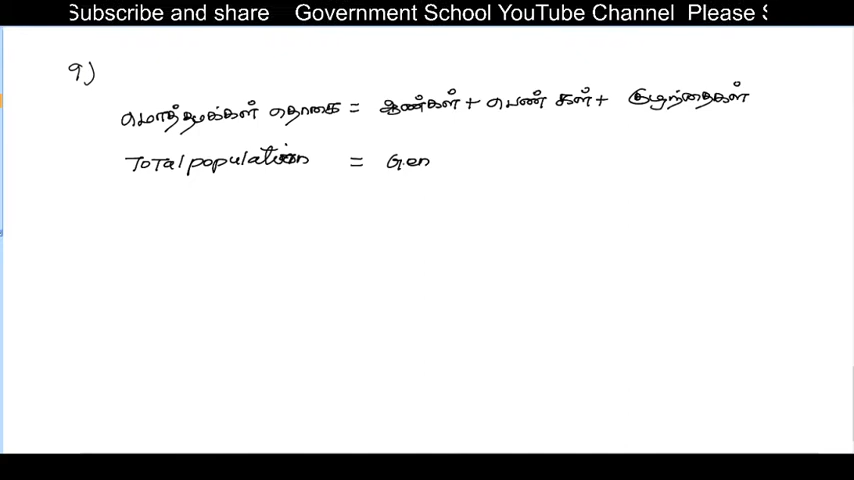 Subscribe and share Government School YouTube Channel Please S
9)
மொத்தமக்கள் தொகை = ஆண்கள் + பெண் கள் + குழந்தைகள்
Total population = Gen